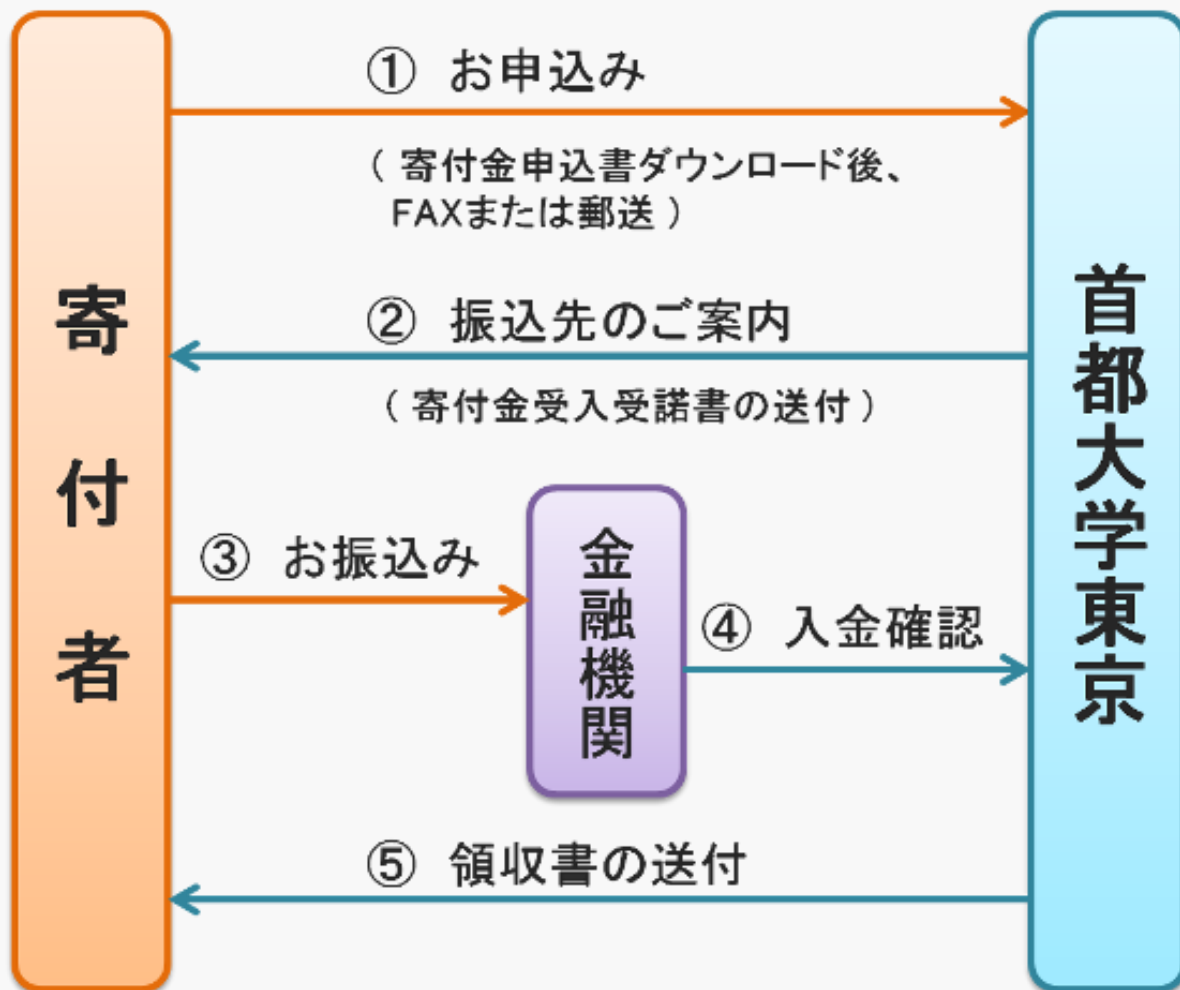 寄付者
① お申込み
（ 寄付金申込書ダウンロード後、
FAXまたは郵送 ）
② 振込先のご案内
（ 寄付金受入受諾書の送付 ）
③ お振込み
金融機関
④ 入金確認
⑤ 領収書の送付
首都大学東京